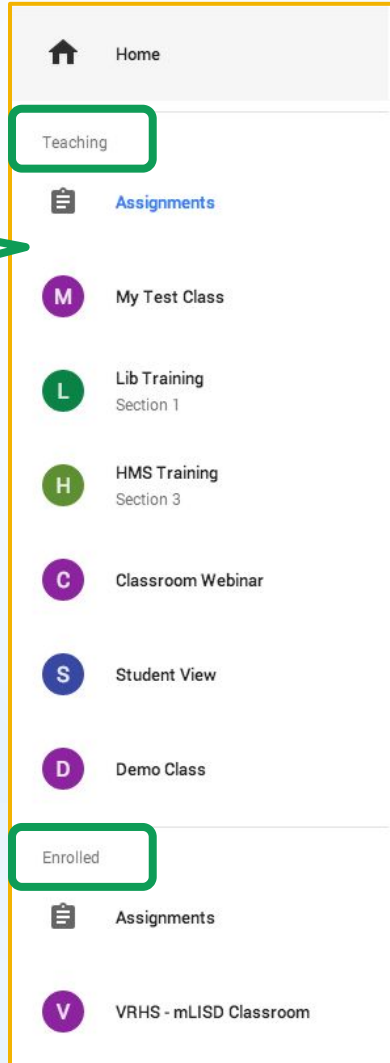 Home
Teaching
Assignments
M My Test Class
L Lib Training
Section 1
H HMS Training
Section 3
C Classroom Webinar
S Student View
D Demo Class
Enrolled
Assignments
V VRHS - mLISD Classroom